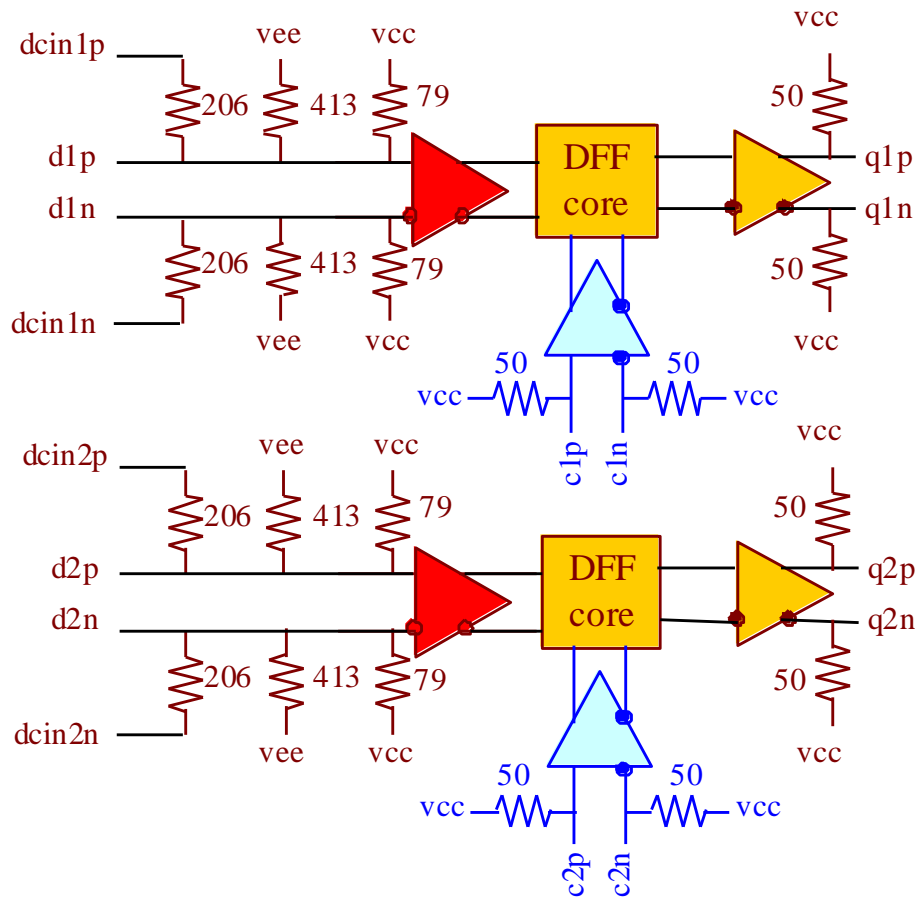 dcin1p
vee
vcc
vcc
206
413
79
50
d1p
DFF
core
q1p
d1n
q1n
206
413
79
50
dcin1n
vee
vcc
vcc
50
50
vcc
vcc
c1p
c1n
dcin2p
vee
vcc
vcc
206
413
79
50
d2p
DFF
core
q2p
d2n
q2n
206
413
79
50
dcin2n
vee
vcc
vcc
50
50
vcc
vcc
c2p
c2n